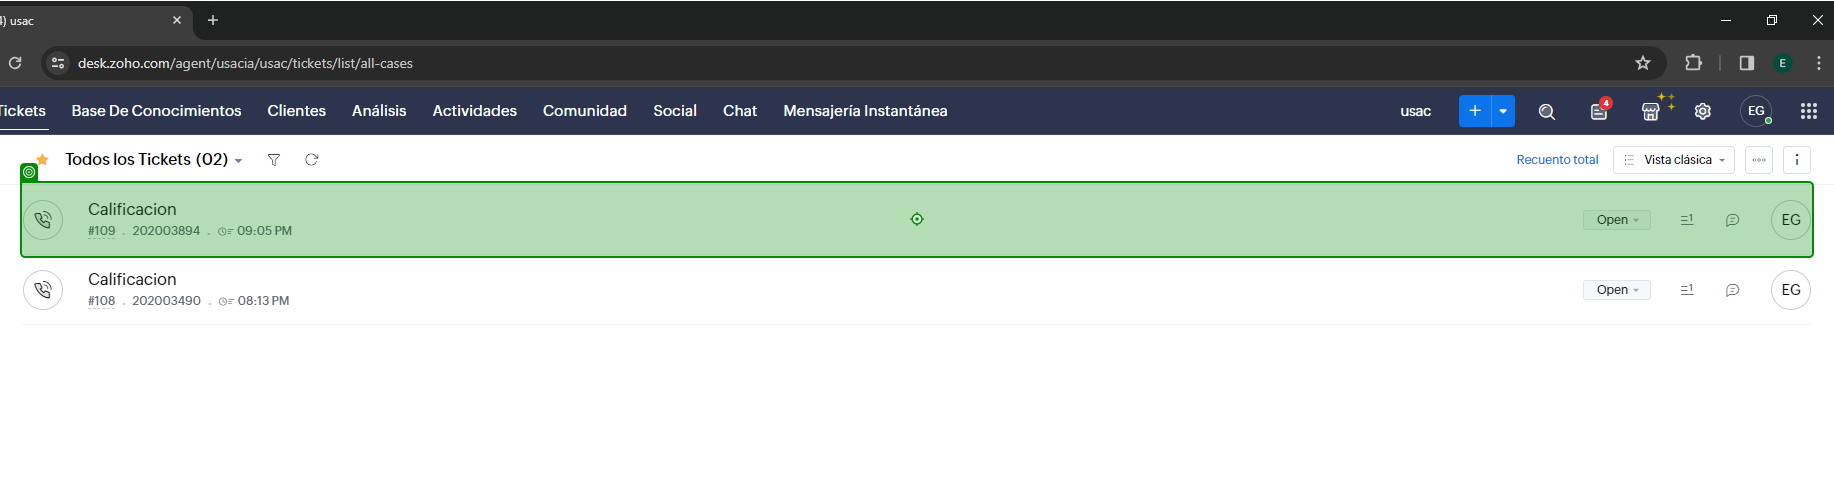 usac
desk.zoho.com/agent/usacia/usac/tickets/list/all-cases
E
Tickets Base De Conocimientos Clientes Análisis Actividades Comunidad Social Chat Mensajería Instantánea usac 4 EG
Todos los Tickets (02) Recuento total Vista clásica
Calificacion
#109 . 202003894 . 09:05 PM Open 1 EG
Calificacion
#108 . 202003490 . 08:13 PM Open 1 EG